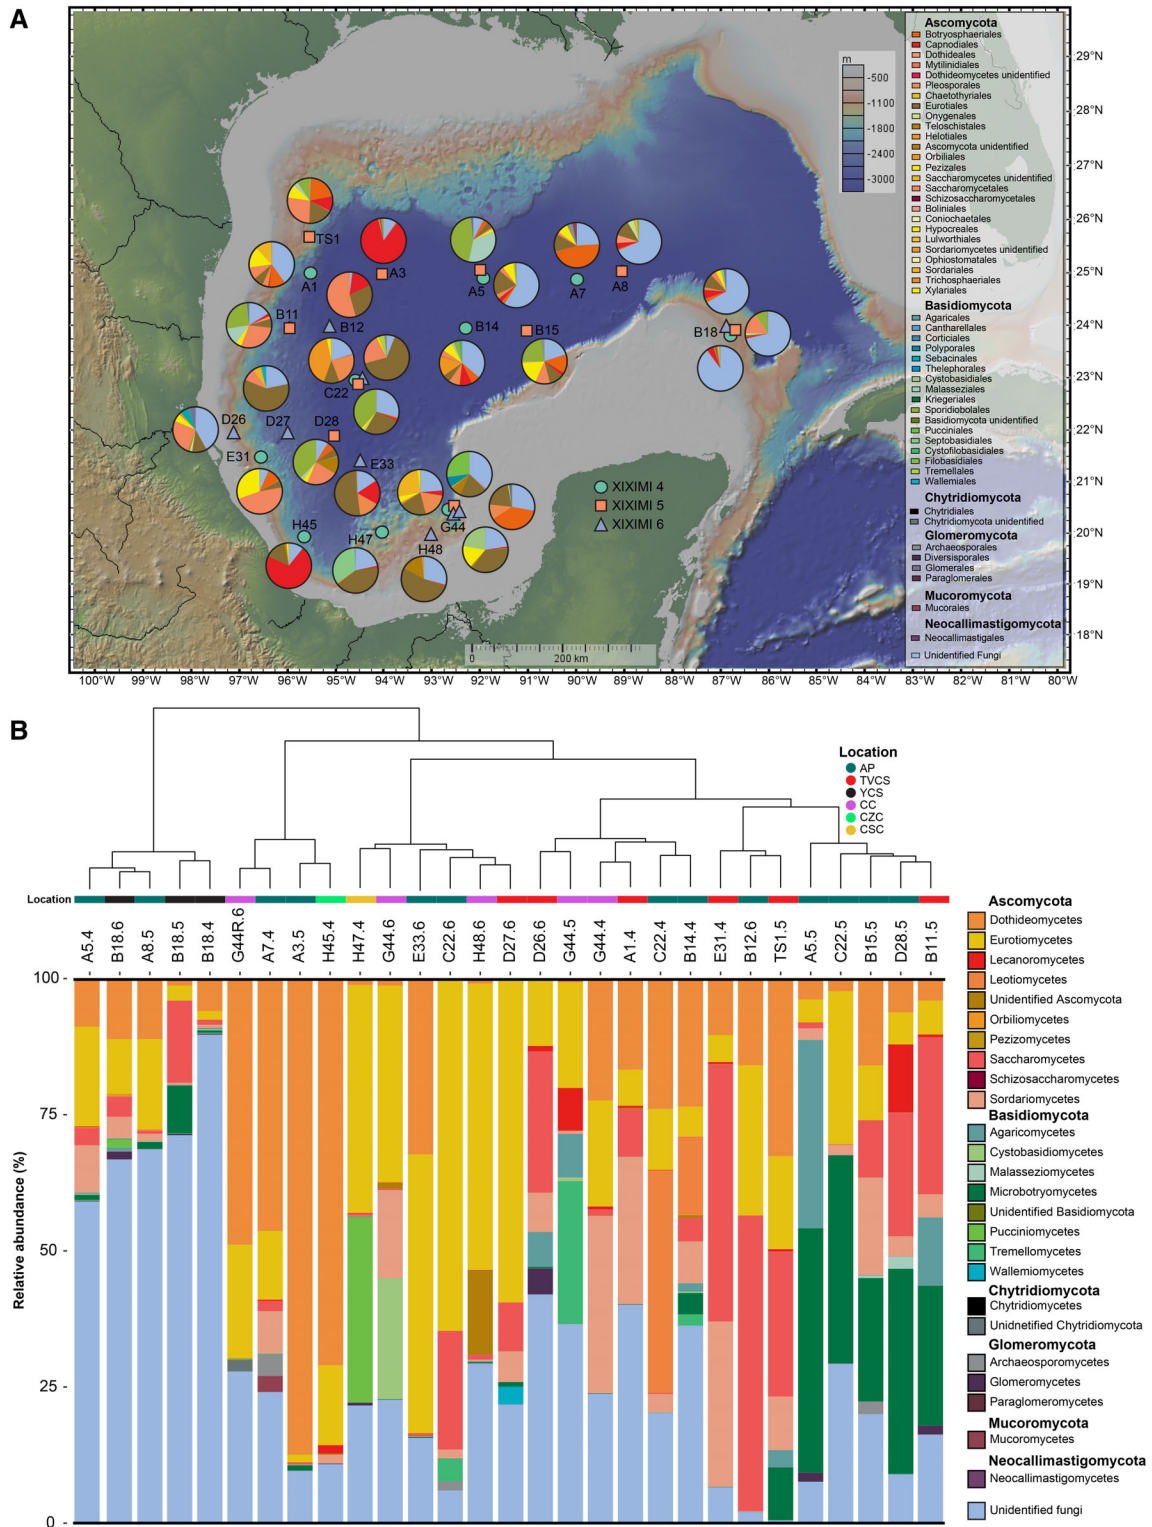 A
Ascomycota
Botryosphaeriales
Capnodiales
Dothideales
Mytilinidiales
Dothideomycetes unidentified
Pleosporales
Chaetothyriales
Eurotiales
Onygenales
Teloschistales
Helotiales
Ascomycota unidentified
Orbiliales
Pezizales
Saccharomycetes unidentified
Saccharomycetales
Schizosaccharomycetales
Boliniales
Coniochaetales
Hypocreales
Lulworthiales
Sordariomycetes unidentified
Ophiostomatales
Sordariales
Trichosphaeriales
Xylariales
Basidiomycota
Agaricales
Cantharellales
Corticiales
Polyporales
Sebacinales
Thelephorales
Cystobasidiales
Malasseziales
Kriegeriales
Sporidiobolales
Basidiomycota unidentified
Pucciniales
Septobasidiales
Cystofilobasidiales
Filobasidiales
Tremellales
Wallemiales
Chytridiomycota
Chytridiales
Chytridiomycota unidentified
Glomeromycota
Archaeosporales
Diversisporales
Glomerales
Paraglomerales
Mucoromycota
Mucorales
Neocallimastigomycota
Neocallimastigales
Unidentified Fungi
m
-500
-1100
-1800
-2400
-3000
29°N
28°N
27°N
26°N
25°N
24°N
23°N
22°N
21°N
20°N
19°N
18°N
TS1
A1
A3
A5
A7
A8
B11
B12
B14
B15
B18
C22
D26
D27
D28
E31
E33
G44
H45
H47
H48
XIXIMI 4
XIXIMI 5
XIXIMI 6
0 200 km
100°W 99°W 98°W 97°W 96°W 95°W 94°W 93°W 92°W 91°W 90°W 89°W 88°W 87°W 86°W 85°W 84°W 83°W 82°W 81°W 80°W
B
Location
AP
TVCS
YCS
CC
CZC
CSC
Location
A5.4 B18.6 A8.5 B18.5 B18.4 G44R.6 A7.4 A3.5 H45.4 H47.4 G44.6 E33.6 C22.6 H48.6 D27.6 D26.6 G44.5 G44.4 A1.4 C22.4 B14.4 E31.4 B12.6 TS1.5 A5.5 C22.5 B15.5 D28.5 B11.5
100
75
50
25
0
Relative abundance (%)
Ascomycota
Dothideomycetes
Eurotiomycetes
Lecanoromycetes
Leotiomycetes
Unidentified Ascomycota
Orbiliomycetes
Pezizomycetes
Saccharomycetes
Schizosaccharomycetes
Sordariomycetes
Basidiomycota
Agaricomycetes
Cystobasidiomycetes
Malasseziomycetes
Microbotryomycetes
Unidentified Basidiomycota
Pucciniomycetes
Tremellomycetes
Wallemiomycetes
Chytridiomycota
Chytridiomycetes
Unidnetified Chytridiomycota
Glomeromycota
Archaeosporomycetes
Glomeromycetes
Paraglomeromycetes
Mucoromycota
Mucoromycetes
Neocallimastigomycota
Neocallimastigomycetes
Unidentified fungi